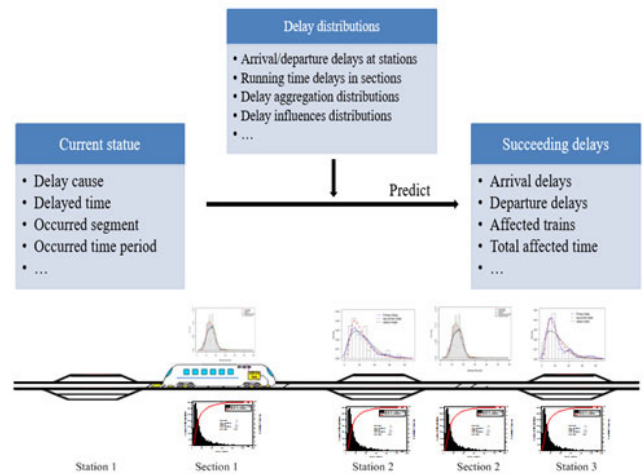 Delay distributions
• Arrival/departure delays at stations
• Running time delays in sections
• Delay aggregation distributions
• Delay influences distributions
• …
Current statue
• Delay cause
• Delayed time
• Occurred segment
• Occurred time period
• …
Predict
Succeeding delays
• Arrival delays
• Departure delays
• Affected trains
• Total affected time
• …
Station 1
Section 1
Station 2
Section 2
Station 3